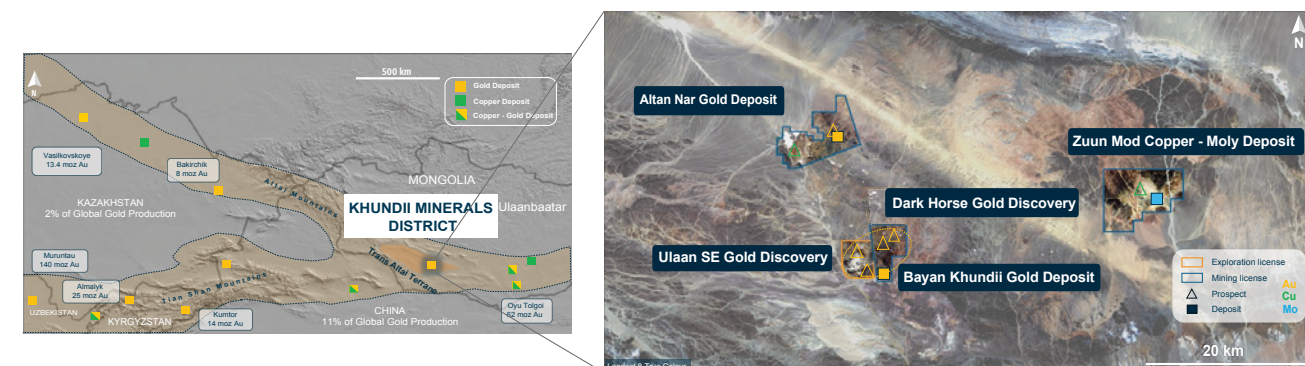 N
500 km
Gold Deposit
Copper Deposit
Copper - Gold Deposit
Vasilkovskoye
13.4 moz Au
Bakirchik
8 moz Au
Altai Mountains
MONGOLIA
KAZAKHSTAN
2% of Global Gold Production
KHUNDII MINERALS
DISTRICT
Ulaanbaatar
Muruntau
140 moz Au
Trans Altai Terrane
Almalyk
25 moz Au
Tian Shan Mountains
UZBEKISTAN
KYRGYZSTAN
Kumtor
14 moz Au
CHINA
11% of Global Gold Production
Oyu Tolgoi
62 moz Au
N
Altan Nar Gold Deposit
Zuun Mod Copper - Moly Deposit
Dark Horse Gold Discovery
Ulaan SE Gold Discovery
Bayan Khundii Gold Deposit
Exploration license
Mining license
Prospect
Deposit
Au
Cu
Mo
20 km